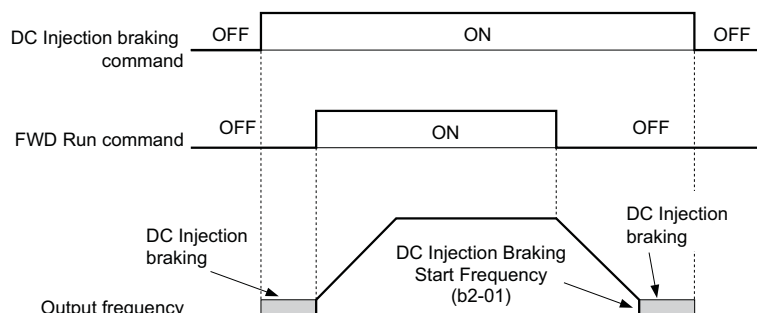 DC Injection braking
command
OFF
ON
OFF
FWD Run command
OFF
ON
OFF
DC Injection
braking
DC Injection Braking
Start Frequency
(b2-01)
DC Injection
braking
Output frequency